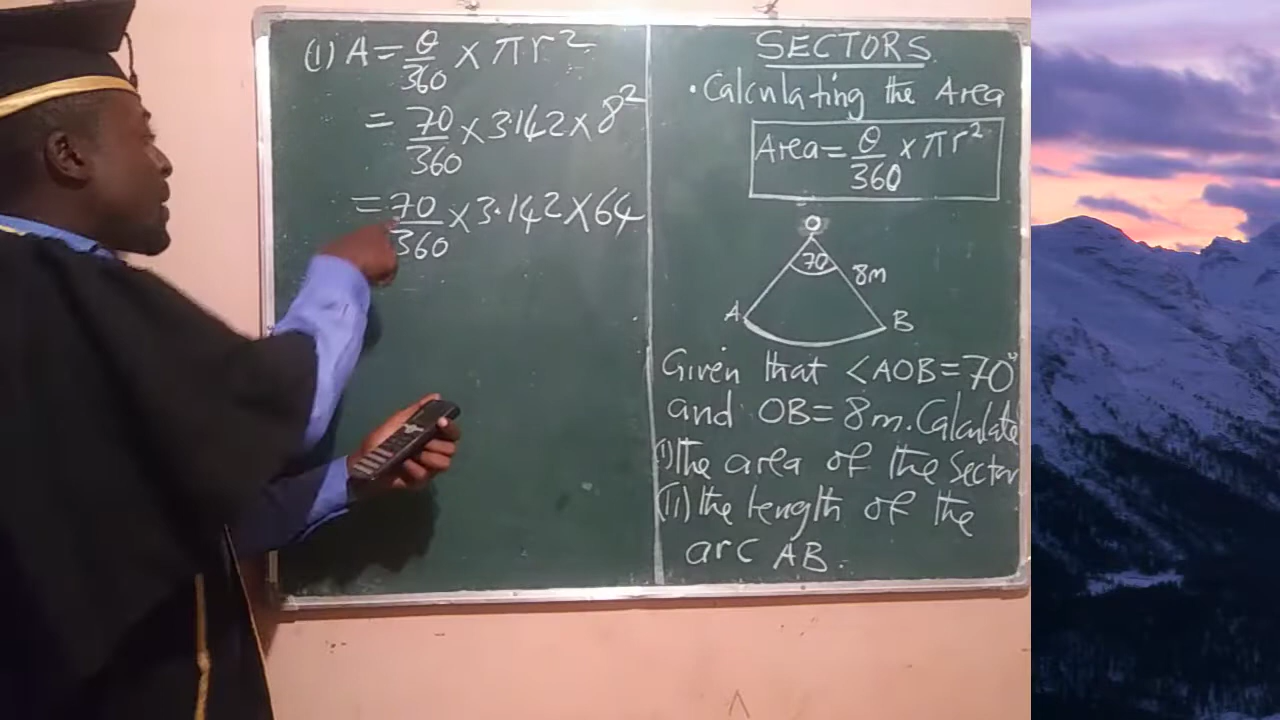 (i) A = θ/360 × πr²
= 70/360 × 3.142 × 8²
= 70/360 × 3.142 × 64
SECTORS
• Calculating the Area
Area = θ/360 × πr²
O
70
8m
A
B
Given that <AOB = 70°
and OB = 8m. Calculate
(i) the area of the Sector
(ii) the length of the
arc AB.